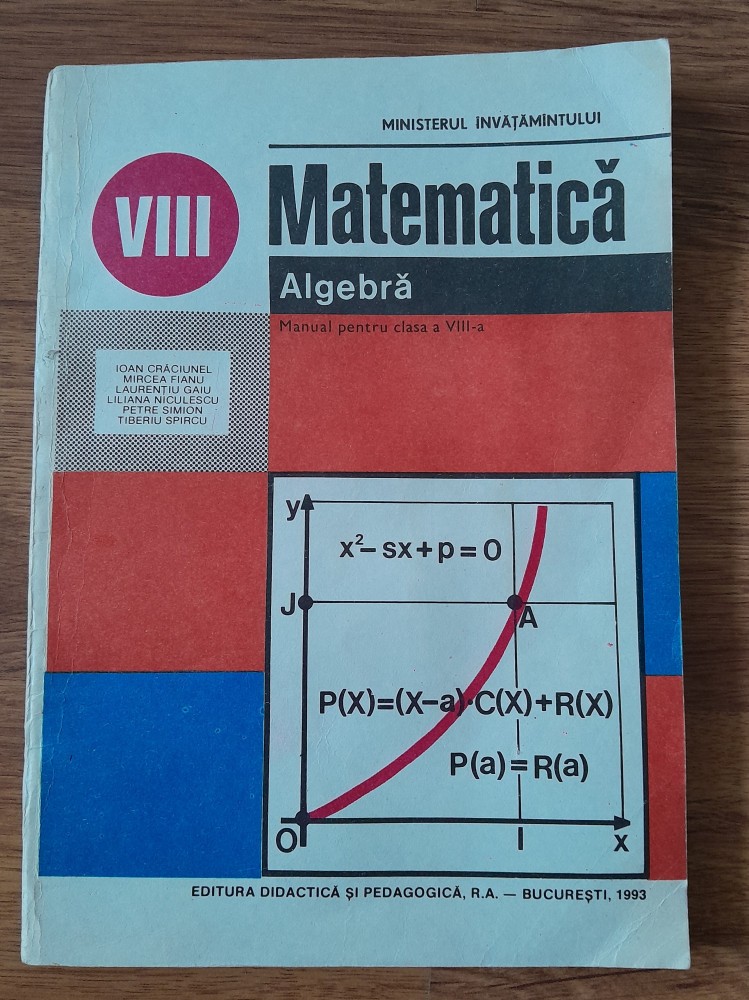 MINISTERUL ÎNVĂȚĂMÎNTULUI
VIII
Matematică
Algebră
Manual pentru clasa a VIII-a
IOAN CRĂCIUNEL
MIRCEA FIANU
LAURENȚIU GAIU
LILIANA NICULESCU
PETRE SIMION
TIBERIU SPIRCU
y
x²–sx+p=0
J
A
P(X)=(X–a)·C(X)+R(X)
P(a)=R(a)
O
I
x
EDITURA DIDACTICĂ ȘI PEDAGOGICĂ, R.A. — BUCUREȘTI, 1993